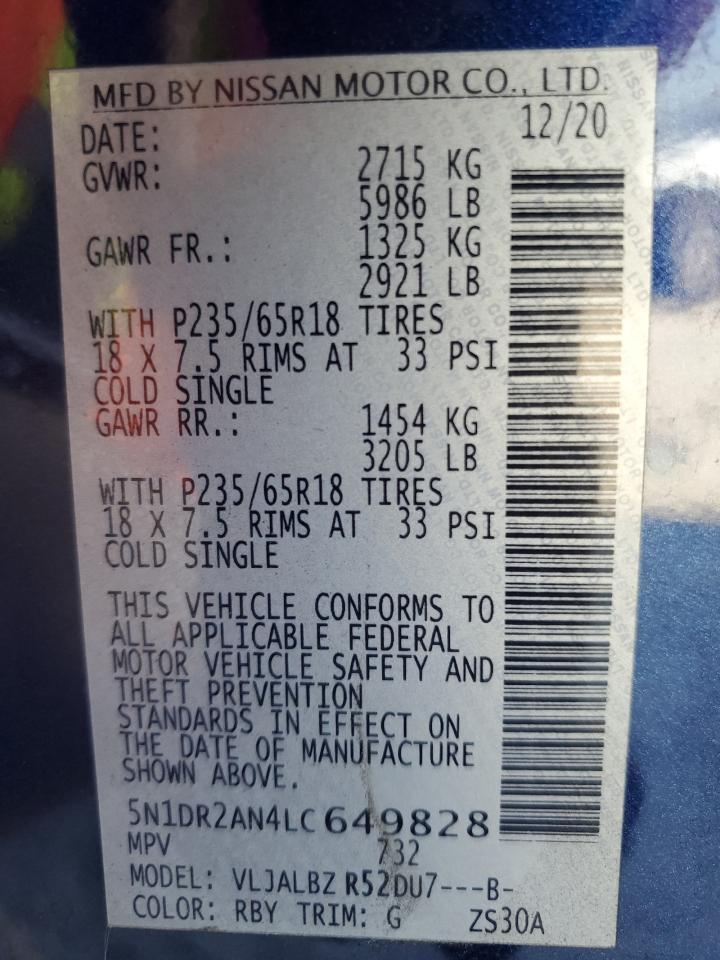 MFD BY NISSAN MOTOR CO., LTD.
DATE: 12/20
GVWR: 2715 KG
5986 LB
GAWR FR.: 1325 KG
2921 LB
WITH P235/65R18 TIRES
18 X 7.5 RIMS AT 33 PSI
COLD SINGLE
GAWR RR.: 1454 KG
3205 LB
WITH P235/65R18 TIRES
18 X 7.5 RIMS AT 33 PSI
COLD SINGLE
THIS VEHICLE CONFORMS TO
ALL APPLICABLE FEDERAL
MOTOR VEHICLE SAFETY AND
THEFT PREVENTION
STANDARDS IN EFFECT ON
THE DATE OF MANUFACTURE
SHOWN ABOVE.
5N1DR2AN4LC649828
MPV 732
MODEL: VLJALBZ R52DU7---B-
COLOR: RBY TRIM: G ZS30A